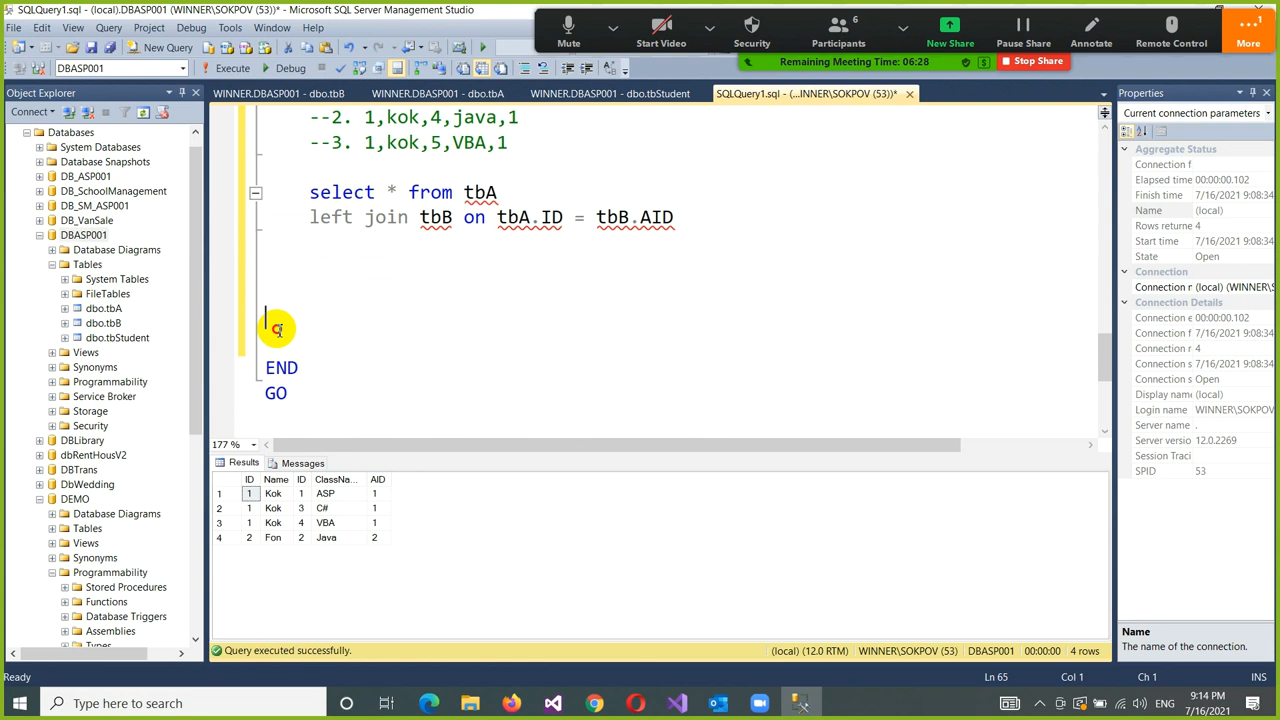 SQLQuery1.sql - (local).DBASP001 (WINNER\SOKPOV (53))* - Microsoft SQL Server Management Studio
File Edit View Query Project Debug Tools Window Help
Mute Start Video Security Participants 6 New Share Pause Share Annotate Remote Control 1 More
Remaining Meeting Time: 06:28 Stop Share
New Query
DBASP001 Execute Debug
Object Explorer
Connect
Databases
System Databases
Database Snapshots
DB_ASP001
DB_SchoolManagement
DB_SM_ASP001
DB_VanSale
DBASP001
Database Diagrams
Tables
System Tables
FileTables
dbo.tbA
dbo.tbB
dbo.tbStudent
Views
Synonyms
Programmability
Service Broker
Storage
Security
DBLibrary
dbRentHousV2
DBTrans
DbWedding
DEMO
Database Diagrams
Tables
Views
Synonyms
Programmability
Stored Procedures
Functions
Database Triggers
Assemblies
Types
WINNER.DBASP001 - dbo.tbB WINNER.DBASP001 - dbo.tbA WINNER.DBASP001 - dbo.tbStudent SQLQuery1.sql - (...INNER\SOKPOV (53))*
--2. 1,kok,4,java,1
--3. 1,kok,5,VBA,1
select * from tbA
left join tbB on tbA.ID = tbB.AID
END
GO
177 %
Results Messages
ID Name ID ClassNa... AID
1 1 Kok 1 ASP 1
2 1 Kok 3 C# 1
3 1 Kok 4 VBA 1
4 2 Fon 2 Java 2
Query executed successfully. (local) (12.0 RTM) WINNER\SOKPOV (53) DBASP001 00:00:00 4 rows
Properties
Current connection parameters
Aggregate Status
Connection f
Elapsed time 00:00:00.102
Finish time 7/16/2021 9:08:34
Name (local)
Rows returne 4
Start time 7/16/2021 9:08:34
State Open
Connection
Connection n (local) (WINNER\S
Connection Details
Connection e 00:00:00.102
Connection f 7/16/2021 9:08:34
Connection r 4
Connection s 7/16/2021 9:08:34
Connection s Open
Display name (local)
Login name WINNER\SOKPOV
Server name .
Server versio 12.0.2269
Session Traci
SPID 53
Name
The name of the connection.
Ready Ln 65 Col 1 Ch 1 INS
Type here to search
ENG
9:14 PM
7/16/2021